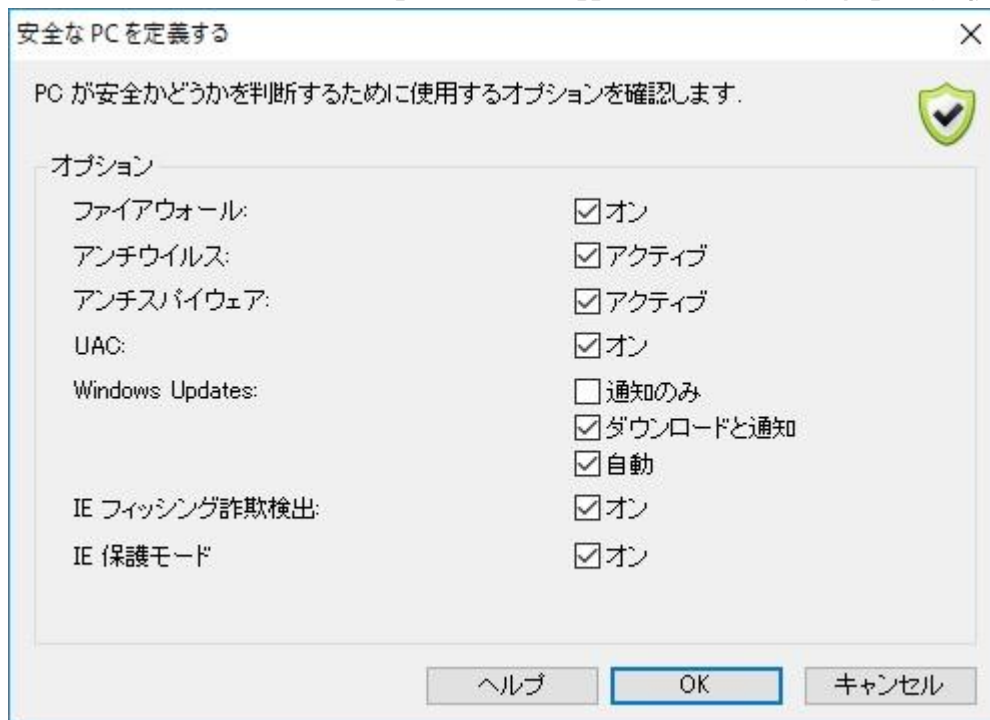 安全な PC を定義する
PC が安全かどうかを判断するために使用するオプションを確認します.
オプション
ファイアウォール: オン
アンチウイルス: アクティブ
アンチスパイウェア: アクティブ
UAC: オン
Windows Updates: 通知のみ
ダウンロードと通知
自動
IE フィッシング詐欺検出: オン
IE 保護モード オン
ヘルプ OK キャンセル